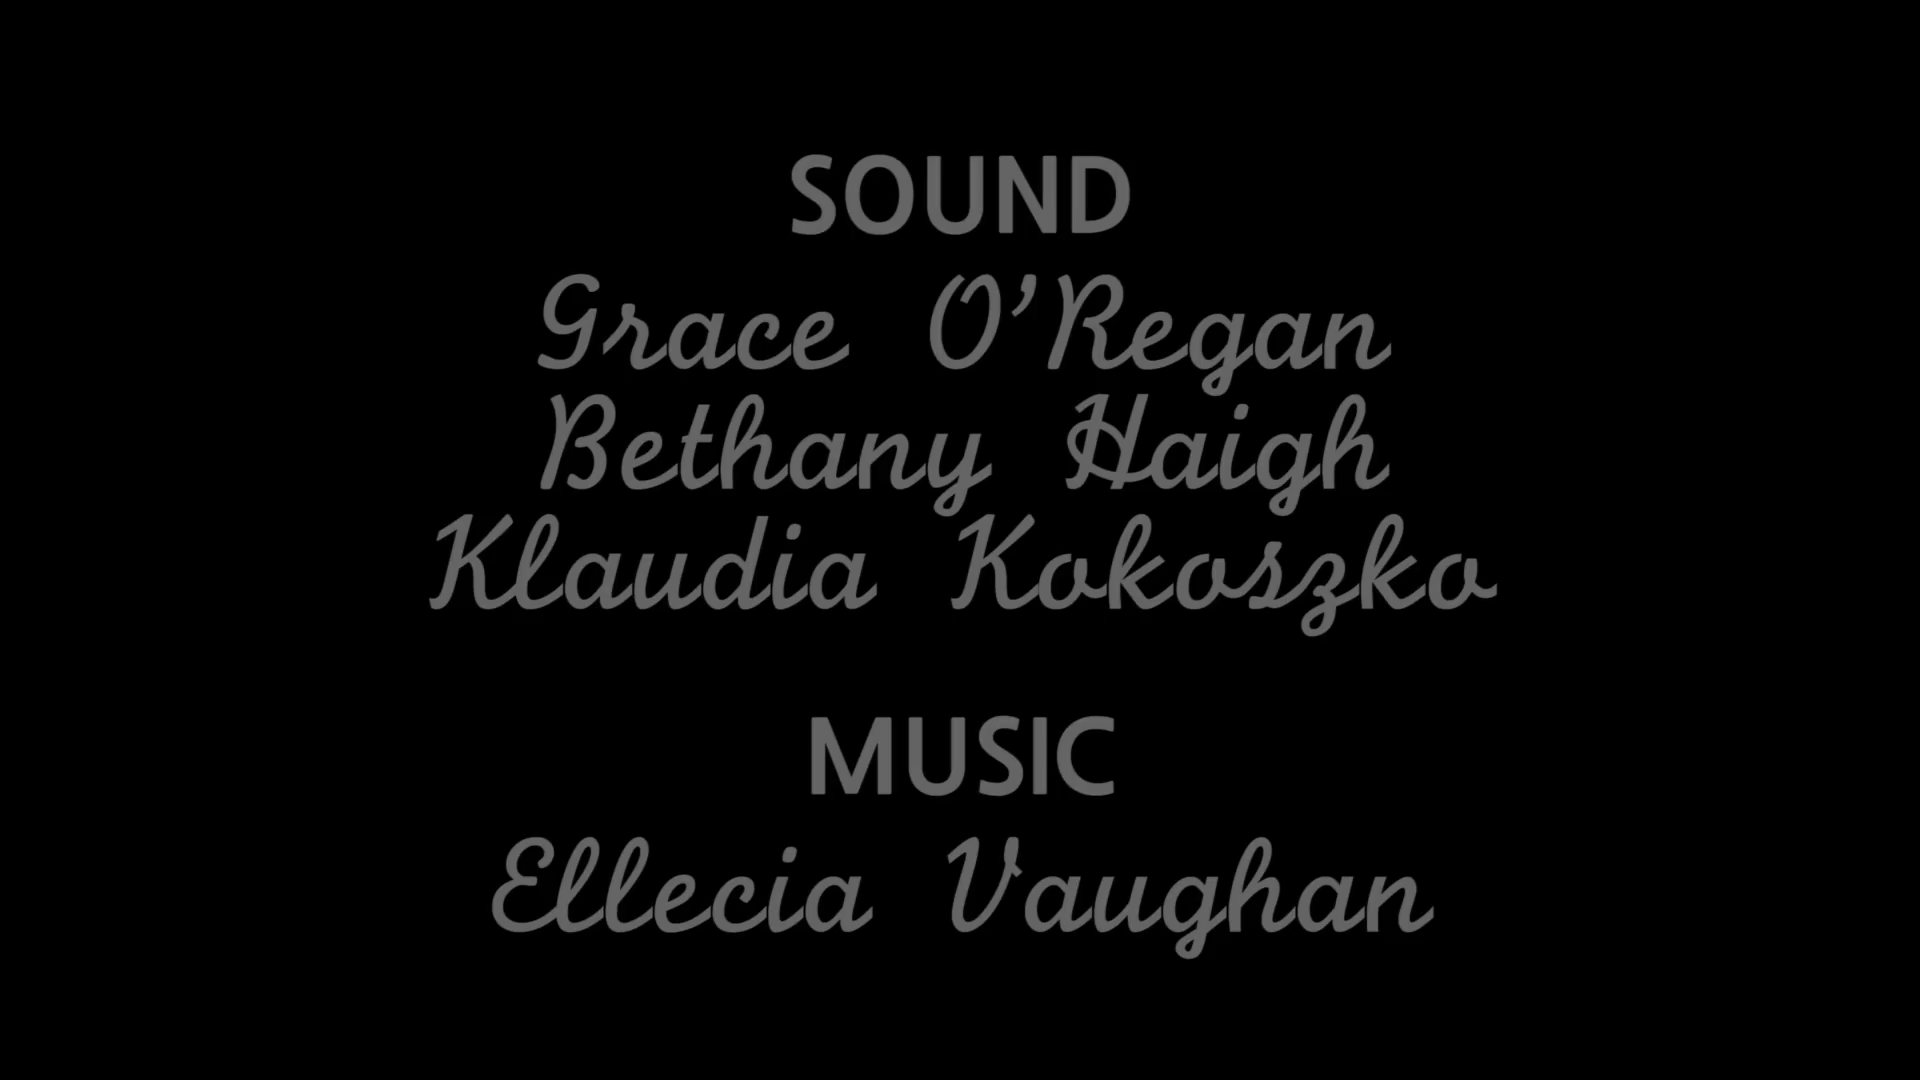 SOUND
Grace O’Regan
Bethany Haigh
Klaudia Kokoszko
MUSIC
Ellecia Vaughan